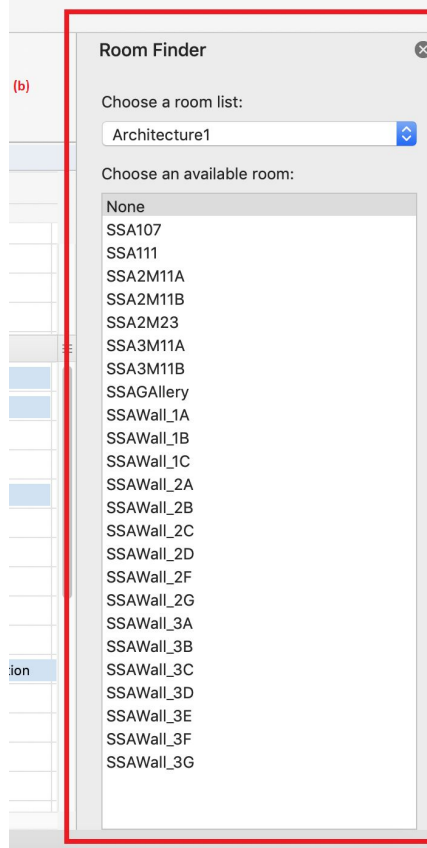 Room Finder
(b)
Choose a room list:
Architecture1
Choose an available room:
None
SSA107
SSA111
SSA2M11A
SSA2M11B
SSA2M23
SSA3M11A
SSA3M11B
SSAGAllery
SSAWall_1A
SSAWall_1B
SSAWall_1C
SSAWall_2A
SSAWall_2B
SSAWall_2C
SSAWall_2D
SSAWall_2F
SSAWall_2G
SSAWall_3A
SSAWall_3B
tion SSAWall_3C
SSAWall_3D
SSAWall_3E
SSAWall_3F
SSAWall_3G